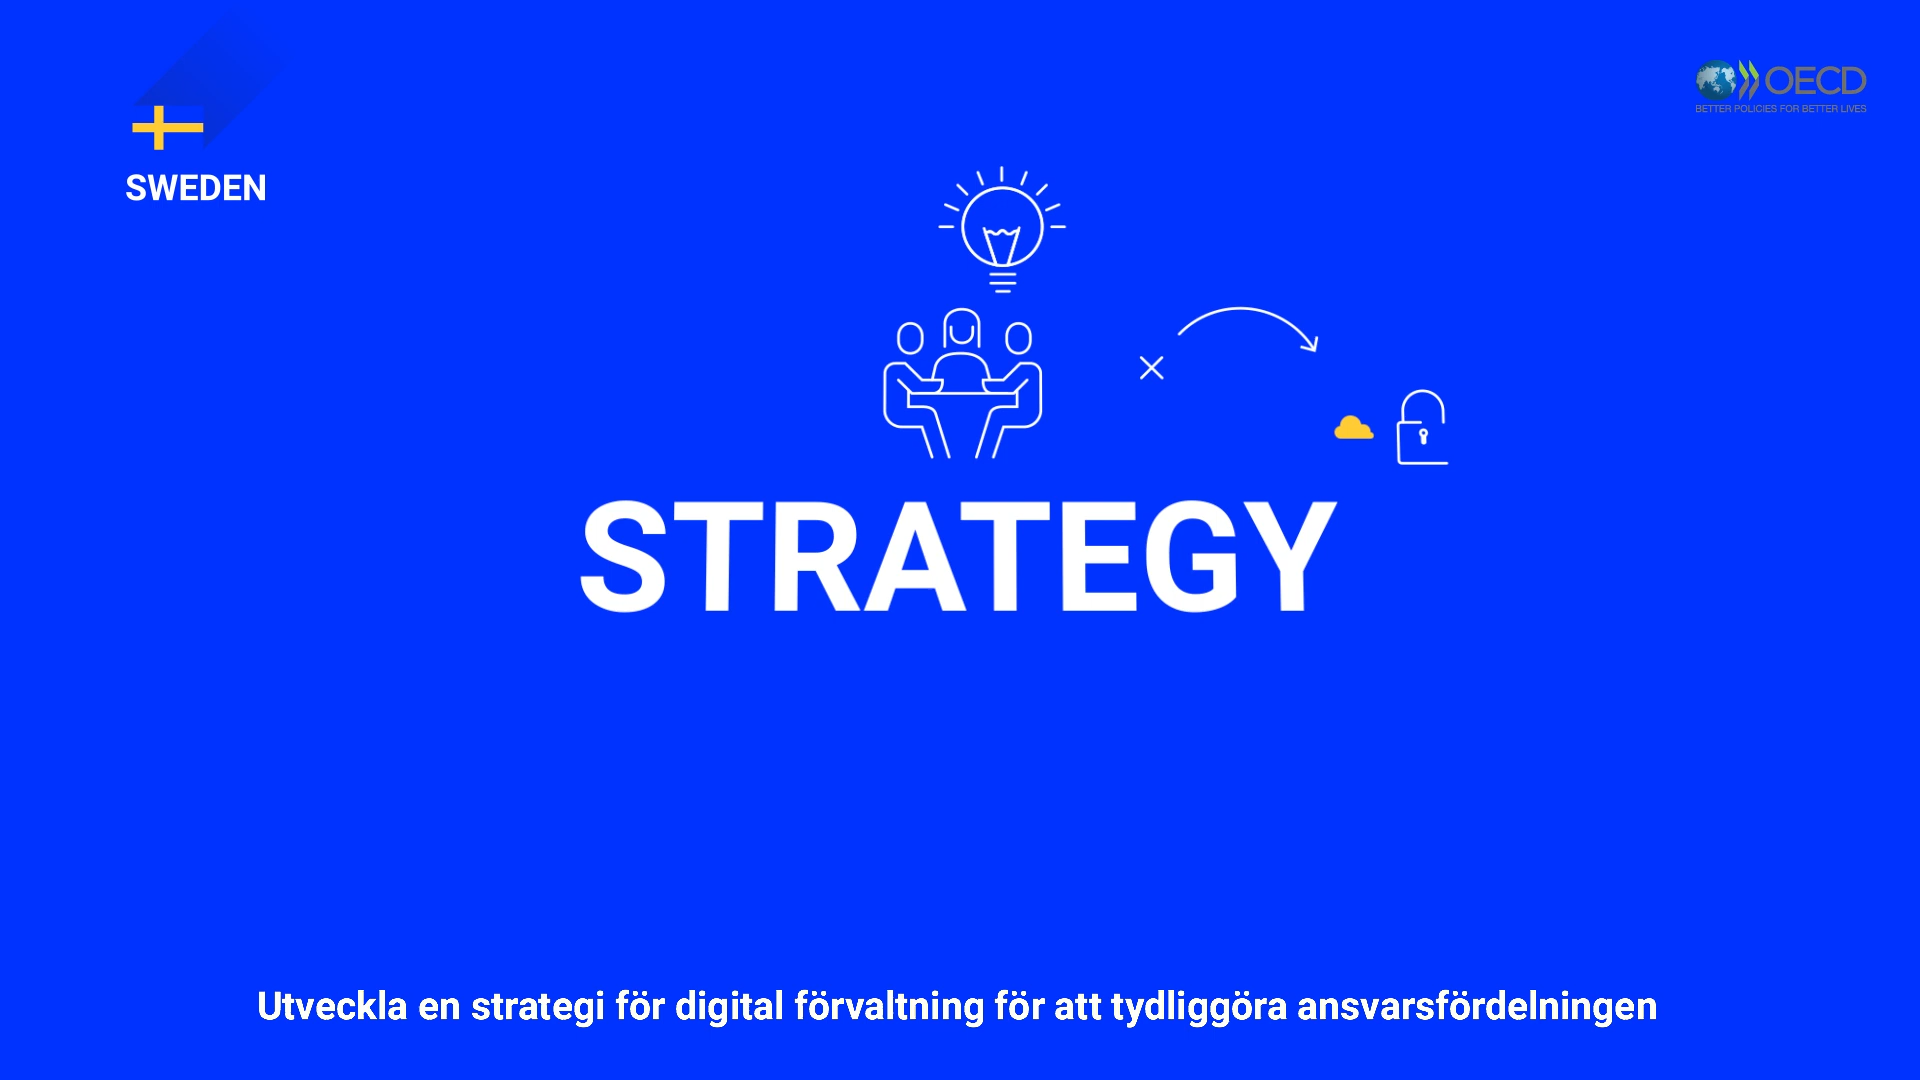 OECD
BETTER POLICIES FOR BETTER LIVES
SWEDEN
STRATEGY
Utveckla en strategi för digital förvaltning för att tydliggöra ansvarsfördelningen